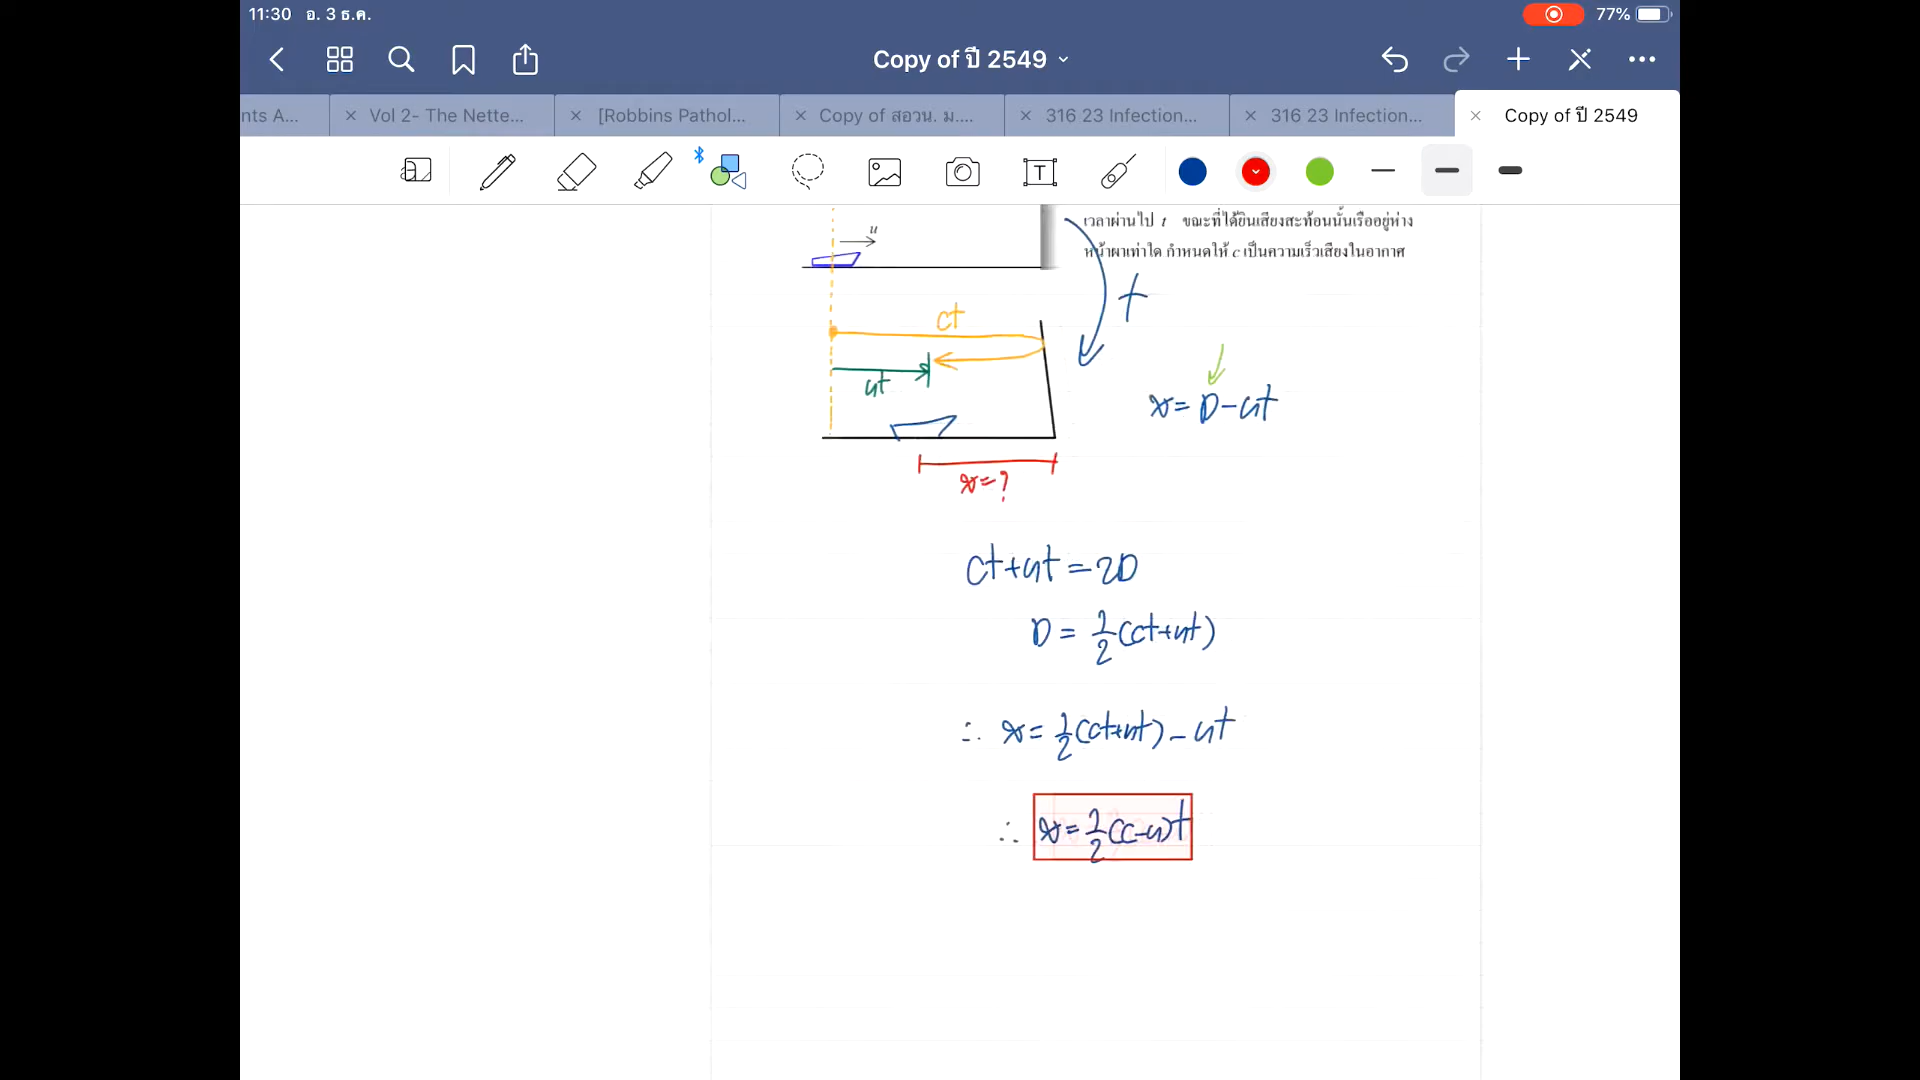 11:30 อ. 3 ธ.ค.
77%
Copy of ปี 2549
nts A...
Vol 2- The Nette...
[Robbins Pathol...
Copy of สอวน. ม....
316 23 Infection...
316 23 Infection...
Copy of ปี 2549
T
เวลาผ่านไป t ขณะที่ได้ยินเสียงสะท้อนนั้นเรืออยู่ห่าง
หน้าผาเท่าใด กำหนดให้ c เป็นความเร็วเสียงในอากาศ
u
t
ct
ut
x = D - ut
x = ?
ct + ut = 2D
D = 1/2 (ct + ut)
∴ x = 1/2 (ct + ut) - ut
∴ x = 1/2 (c - u) t